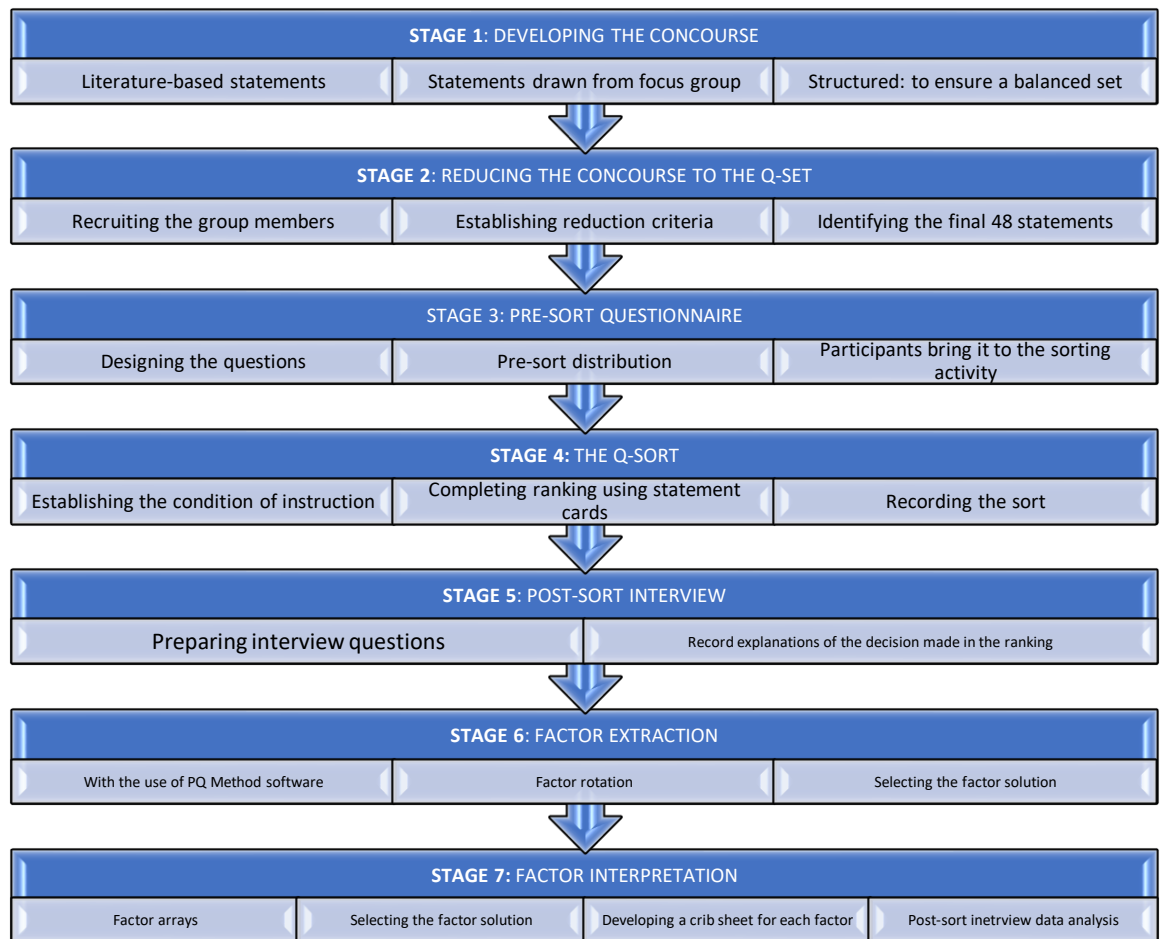 STAGE 1: DEVELOPING THE CONCOURSE
Literature-based statements
Statements drawn from focus group
Structured: to ensure a balanced set
STAGE 2: REDUCING THE CONCOURSE TO THE Q-SET
Recruiting the group members
Establishing reduction criteria
Identifying the final 48 statements
STAGE 3: PRE-SORT QUESTIONNAIRE
Designing the questions
Pre-sort distribution
Participants bring it to the sorting
activity
STAGE 4: THE Q-SORT
Establishing the condition of instruction
Completing ranking using statement
cards
Recording the sort
STAGE 5: POST-SORT INTERVIEW
Preparing interview questions
Record explanations of the decision made in the ranking
STAGE 6: FACTOR EXTRACTION
With the use of PQ Method software
Factor rotation
Selecting the factor solution
STAGE 7: FACTOR INTERPRETATION
Factor arrays
Selecting the factor solution
Developing a crib sheet for each factor
Post-sort inetrview data analysis